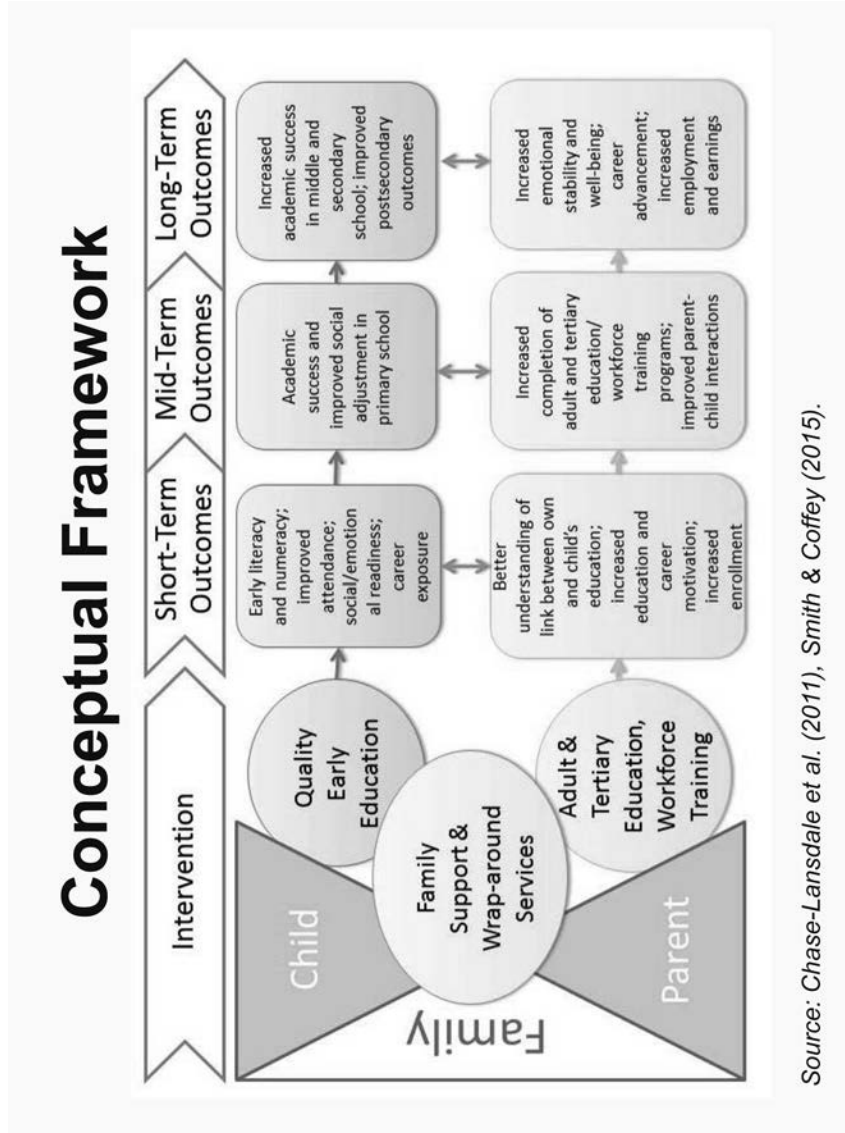 Conceptual Framework
Intervention
Short-Term
Outcomes
Mid-Term
Outcomes
Long-Term
Outcomes
Family
Child
Parent
Quality
Early
Education
Family
Support &
Wrap-around
Services
Adult &
Tertiary
Education,
Workforce
Training
Early literacy
and numeracy;
improved
attendance;
social/emotion
al readiness;
career
exposure
Academic
success and
improved social
adjustment in
primary school
Increased
academic success
in middle and
secondary
school; improved
postsecondary
outcomes
Better
understanding of
link between own
and child's
education;
increased
education and
career
motivation;
increased
enrollment
Increased
completion of
adult and tertiary
education/
workforce
training
programs;
improved parent-
child interactions
Increased
emotional
stability and
well-being;
career
advancement;
increased
employment
and earnings
Source: Chase-Lansdale et al. (2011), Smith & Coffey (2015).